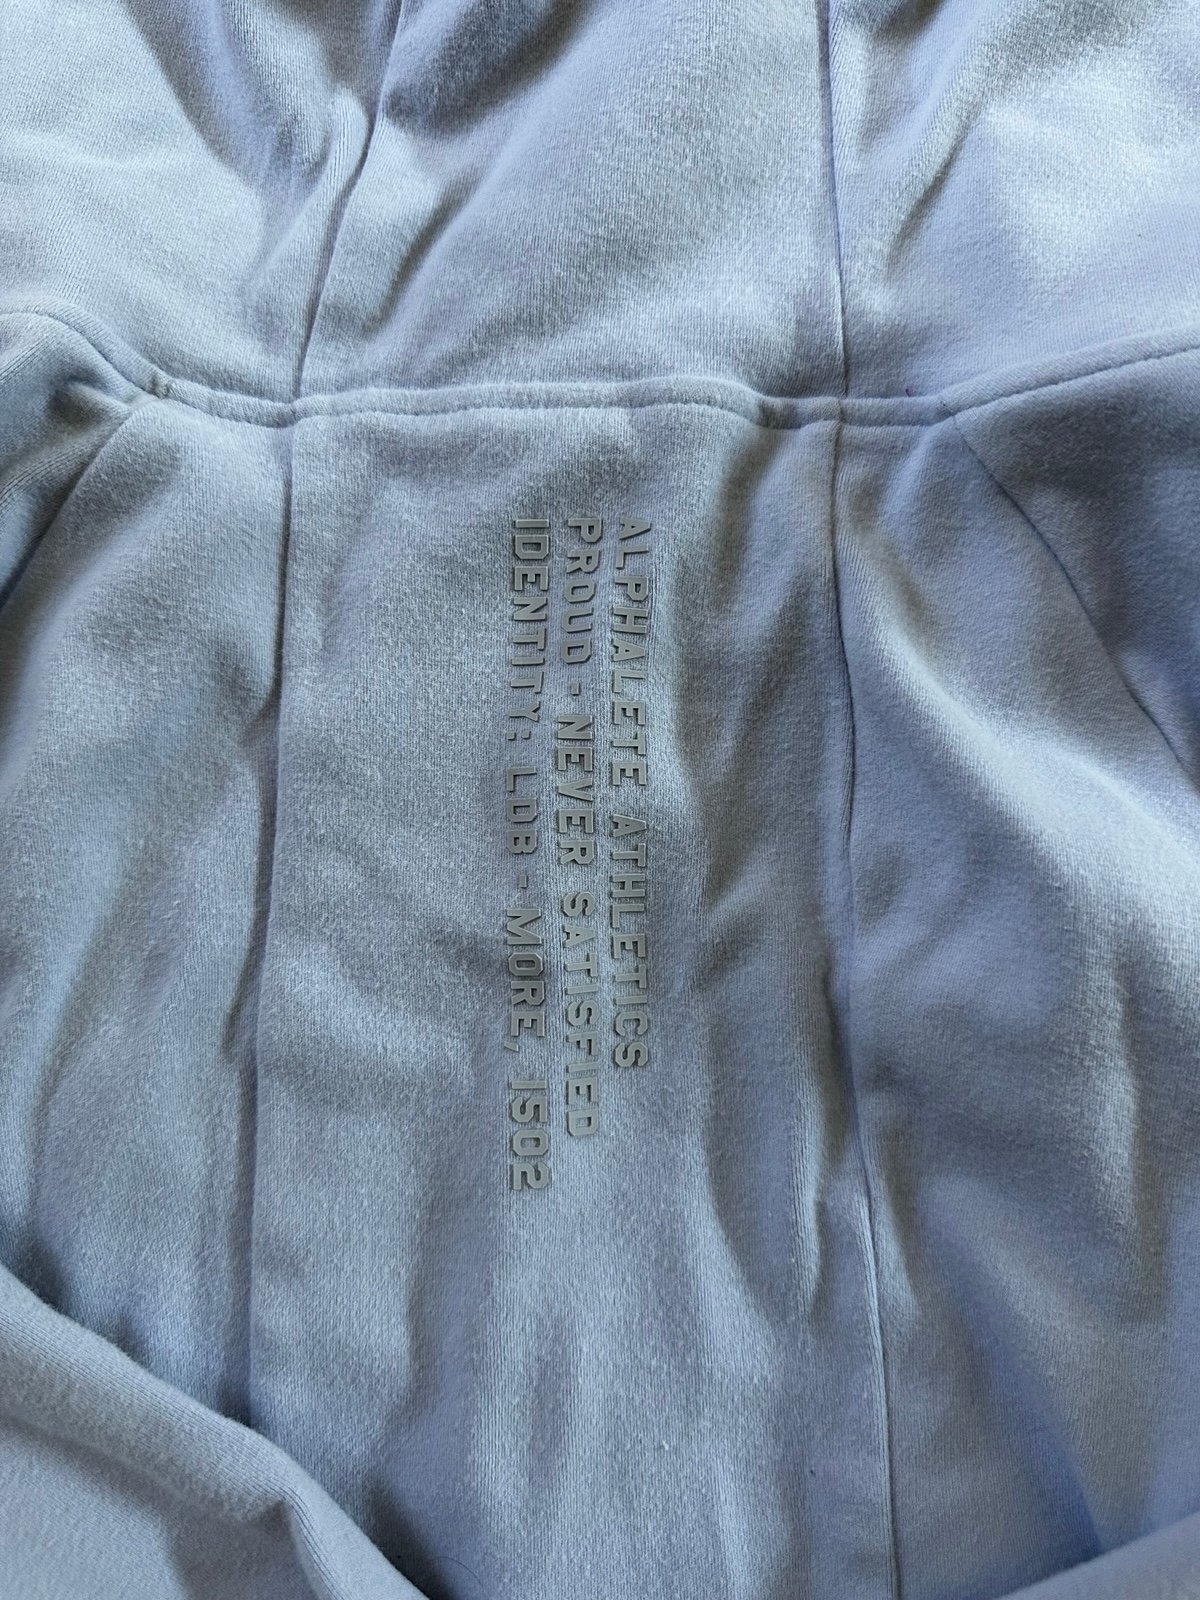 ALPHALETE ATHLETICS
PROUD - NEVER SATISFIED
IDENTITY: LDB - MORE, 1502